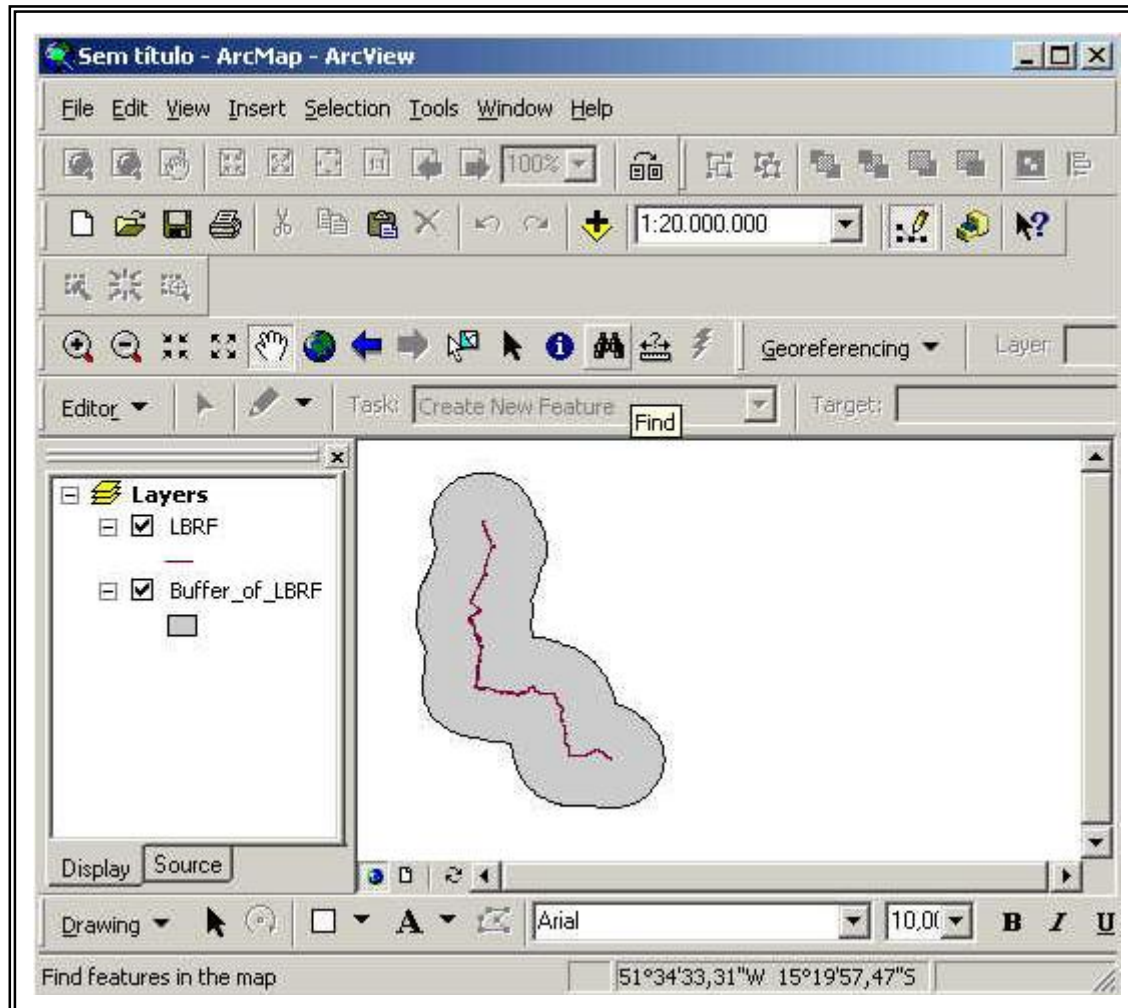 Sem título - ArcMap - ArcView
File Edit View Insert Selection Tools Window Help
1:1 100%
1:20.000.000
Georeferencing Layer:
Editor Task: Create New Feature Target:
Find
Layers
LBRF
Buffer_of_LBRF
Display Source
Drawing A Arial 10,0 B I U
Find features in the map 51°34'33,31"W 15°19'57,47"S